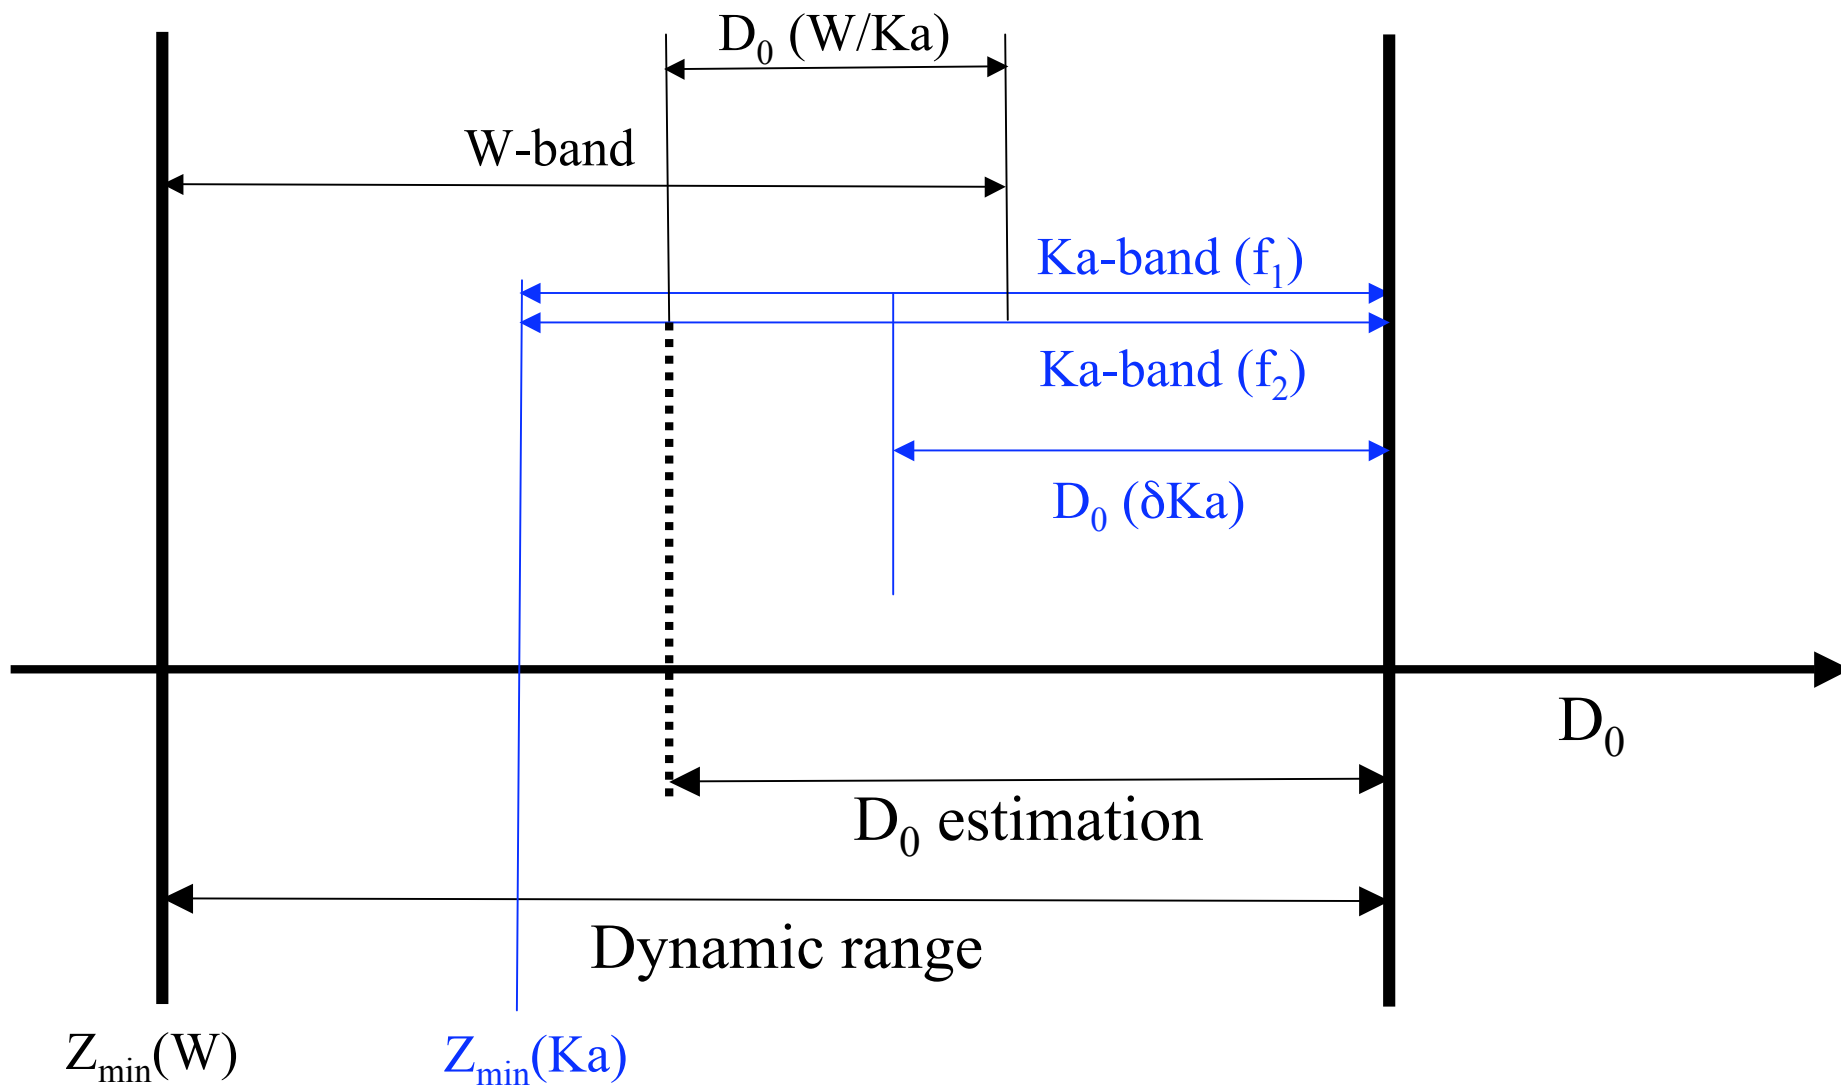 D₀ (W/Ka)
W-band
Ka-band (f₁)
Ka-band (f₂)
D₀ (δKa)
D₀
D₀ estimation
Dynamic range
Zₘᵢₙ(W)
Zₘᵢₙ(Ka)